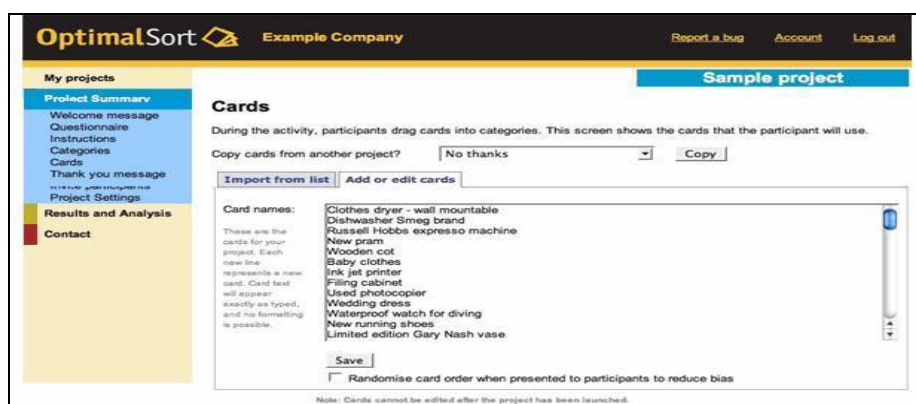 OptimalSort Example Company Report a bug Account Log out
My projects
Sample project
Project Summary
Welcome message
Questionnaire
Instructions
Categories
Cards
Thank you message
Invite participants
Project Settings
Results and Analysis
Contact
Cards
During the activity, participants drag cards into categories. This screen shows the cards that the participant will use.
Copy cards from another project? No thanks Copy
Import from list Add or edit cards
Card names:
These are the
cards for your
project. Each
new line
represents a new
card. Card text
will appear
exactly as typed,
and no formatting
is possible.
Clothes dryer - wall mountable
Dishwasher Smeg brand
Russell Hobbs expresso machine
New pram
Wooden cot
Baby clothes
Ink jet printer
Filing cabinet
Used photocopier
Wedding dress
Waterproof watch for diving
New running shoes
Limited edition Gary Nash vase
Save
Randomise card order when presented to participants to reduce bias
Note: Cards cannot be edited after the project has been launched.